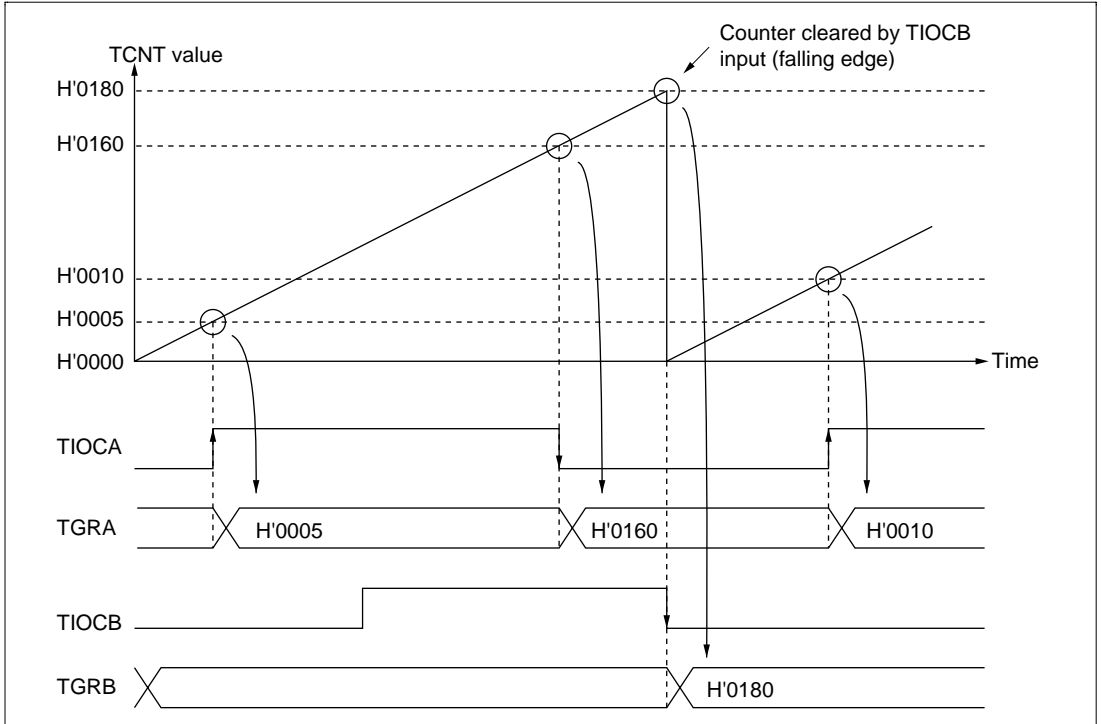 Counter cleared by TIOCB
input (falling edge)
TCNT value
H'0180
H'0160
H'0010
H'0005
H'0000
Time
TIOCA
TGRA
H'0005
H'0160
H'0010
TIOCB
TGRB
H'0180